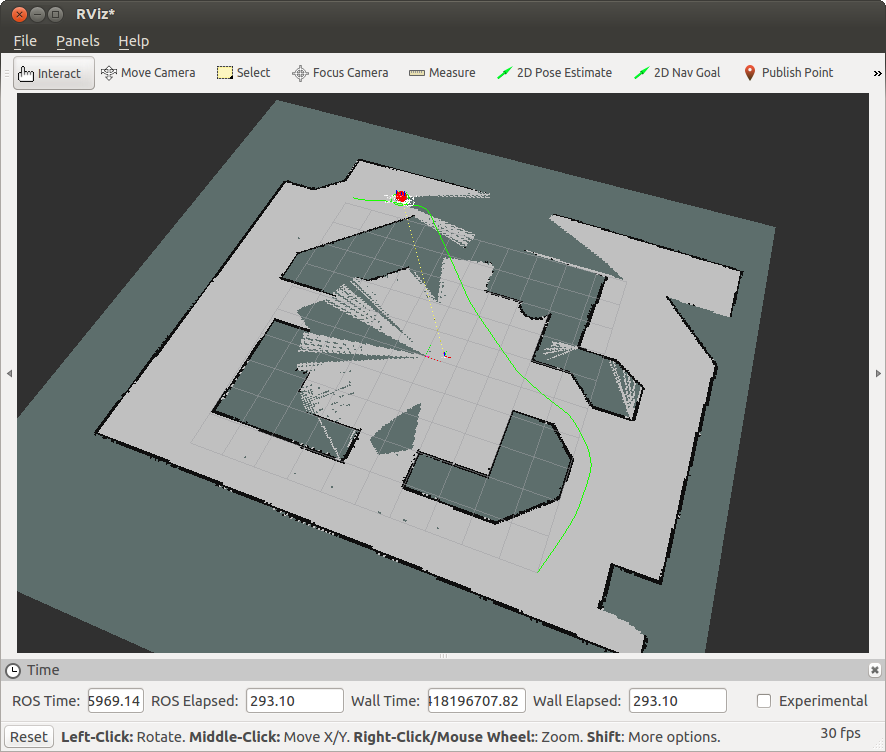 RViz*
File Panels Help
Interact Move Camera Select Focus Camera Measure 2D Pose Estimate 2D Nav Goal Publish Point »
Time
ROS Time: 5969.14 ROS Elapsed: 293.10 Wall Time: 418196707.82 Wall Elapsed: 293.10 Experimental
Reset Left-Click: Rotate. Middle-Click: Move X/Y. Right-Click/Mouse Wheel:: Zoom. Shift: More options. 30 fps